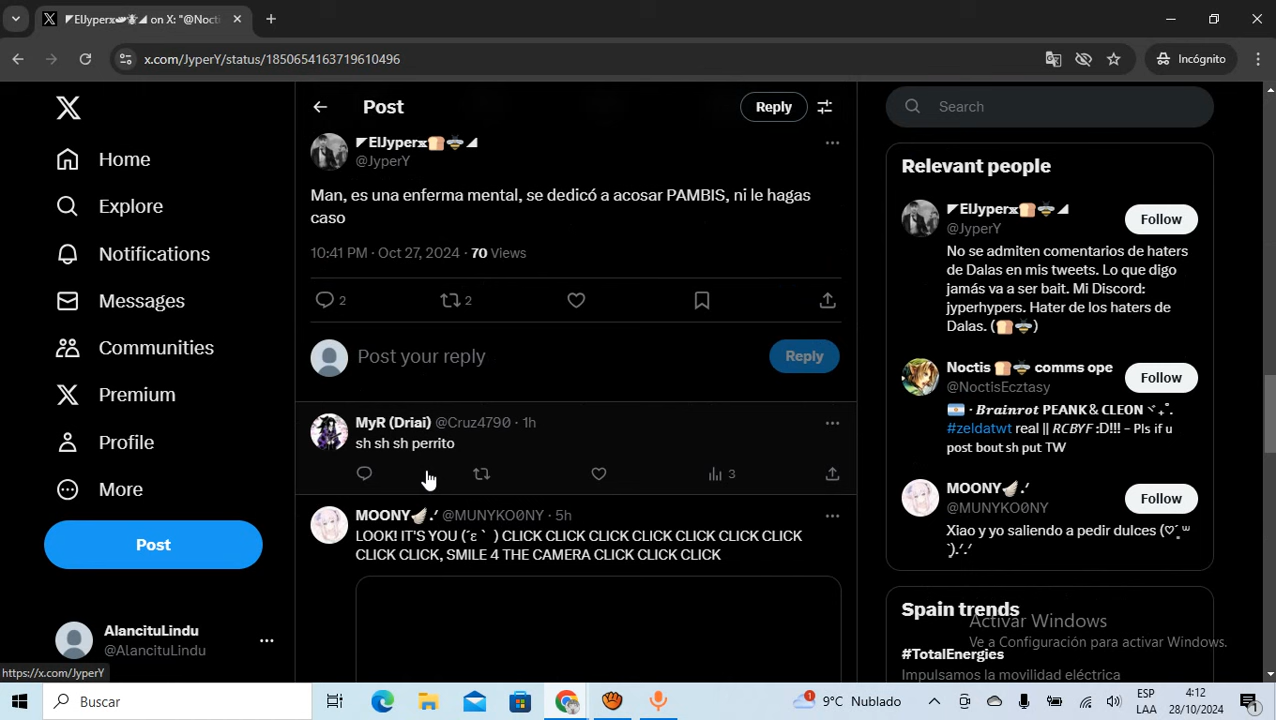 ◤ElJyperx🍞🐝◢ on X: "@Nocti
x.com/JyperY/status/1850654163719610496
Incógnito
Post
Reply
Search
Home
Explore
Notifications
Messages
Communities
Premium
Profile
More
Post
AlancituLindu
@AlancituLindu
◤ElJyperx🍞🐝◢
@JyperY
Man, es una enferma mental, se dedicó a acosar PAMBIS, ni le hagas
caso
10:41 PM · Oct 27, 2024 · 70 Views
2
2
Post your reply
Reply
MyR (Driai) @Cruz4790 · 1h
sh sh sh perrito
3
MOONY🪽.ᐟ @MUNYKO0NY · 5h
LOOK! IT'S YOU (´ε｀ ) CLICK CLICK CLICK CLICK CLICK CLICK CLICK
CLICK CLICK, SMILE 4 THE CAMERA CLICK CLICK CLICK
Relevant people
◤ElJyperx🍞🐝◢
@JyperY
Follow
No se admiten comentarios de haters
de Dalas en mis tweets. Lo que digo
jamás va a ser bait. Mi Discord:
jyperhypers. Hater de los haters de
Dalas. (🍞🐝)
Noctis 🍞🐝 comms ope
@NoctisEcztasy
Follow
🇦🇷 · 𝑩𝒓𝒂𝒊𝒏𝒓𝒐𝒕 PEANK & CLEON
#zeldatwt real || 𝑅𝐶𝐵𝑌𝐹 :D!!! – Pls if u
post bout sh put TW
MOONY🪽.ᐟ
@MUNYKO0NY
Follow
Xiao y yo saliendo a pedir dulces
Spain trends
#TotalEnergies
Impulsamos la movilidad eléctrica
Activar Windows
Ve a Configuración para activar Windows.
https://x.com/JyperY
Buscar
1
9°C Nublado
ESP
LAA
4:12
28/10/2024
1